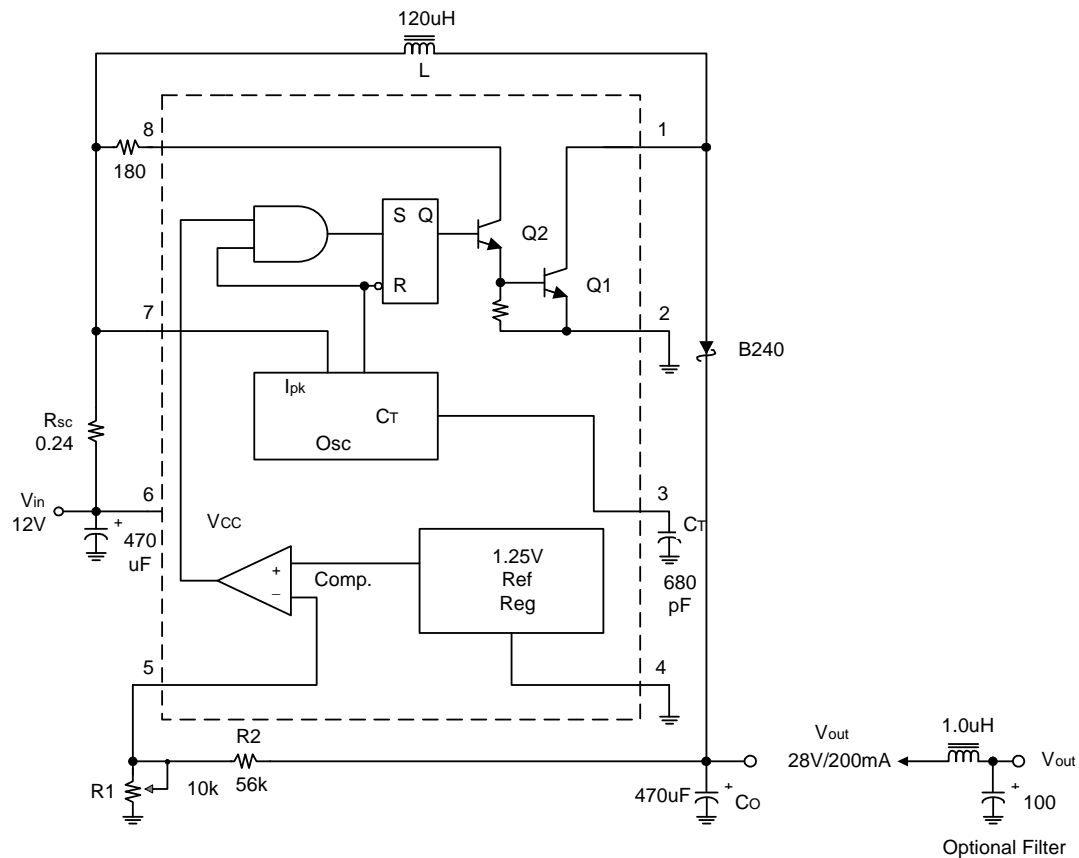 120uH
L
8
1
180
S Q
Q2
R
Q1
7
2
B240
Ipk
CT
Osc
Rsc
0.24
Vin
12V
6
3
CT
+
470
uF
VCC
+
Comp.
−
1.25V
Ref
Reg
680
pF
5
4
R2
56k
R1
10k
Vout
28V/200mA
1.0uH
Vout
470uF
+
CO
+
100
Optional Filter